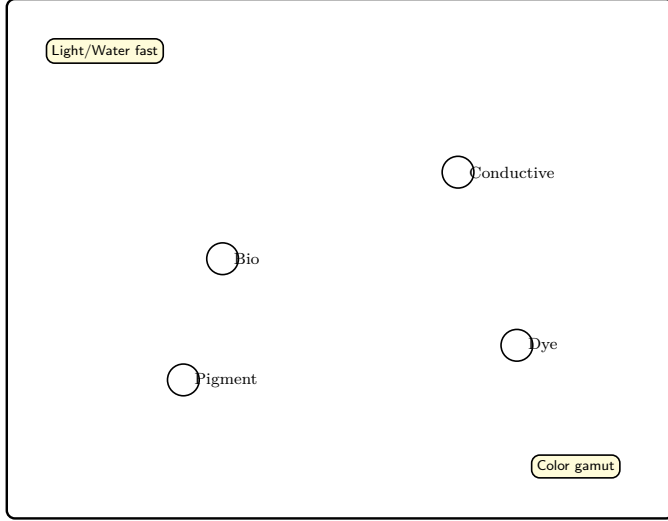 Light/Water fast
Conductive
Bio
Dye
Pigment
Color gamut